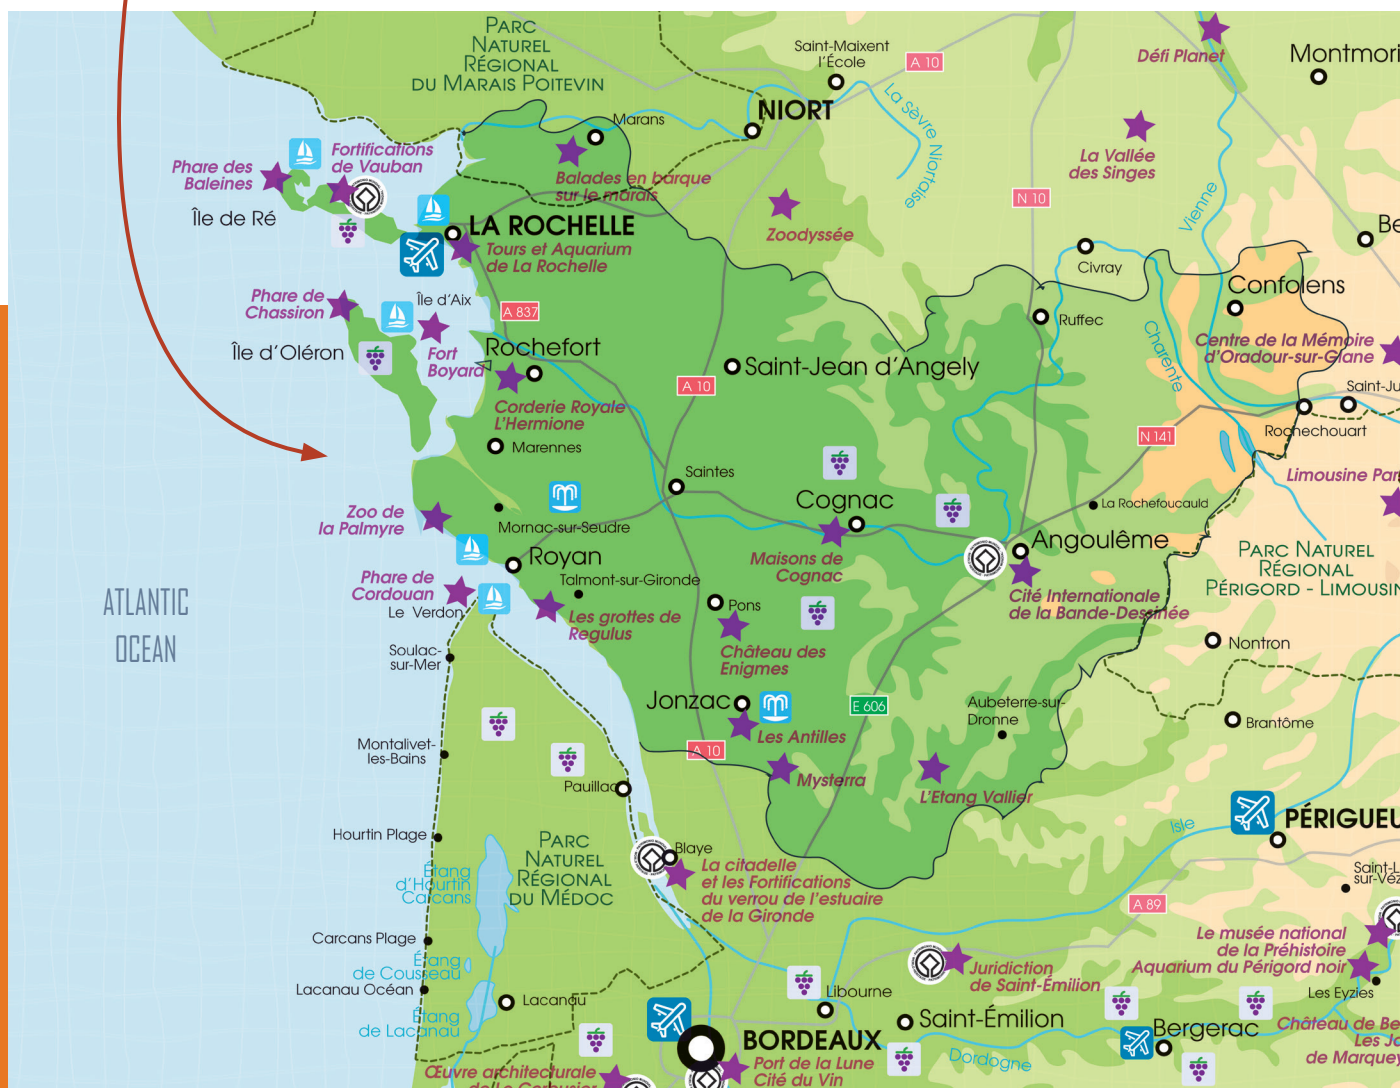 PARC
NATUREL
RÉGIONAL
DU MARAIS POITEVIN
Saint-Maixent
l'École
A 10
Défi Planet
Marans
NIORT
La Sèvre Niortaise
La Vallée
des Singes
Phare des
Baleines
Fortifications
de Vauban
Balades en barque
sur le marais
Île de Ré
LA ROCHELLE
Tours et Aquarium
de La Rochelle
Zoodyssée
N 10
Vienne
Civray
Confolens
Phare de
Chassiron
Île d'Aix
A 837
Ruffec
Charente
Centre de la Mémoire
d'Oradour-sur-Glane
Île d'Oléron
Fort
Boyard
Rochefort
Saint-Jean d'Angely
A 10
Corderie Royale
L'Hermione
Rochechouart
N 141
Marennes
Saintes
Cognac
La Rochefoucauld
Zoo de
la Palmyre
Mornac-sur-Seudre
Royan
Angoulême
Maisons de
Cognac
PARC NATUREL
RÉGIONAL
PÉRIGORD - LIMOUSIN
Phare de
Cordouan
Talmont-sur-Gironde
Le Verdon
Les grottes de
Regulus
Pons
Cité Internationale
de la Bande-Dessinée
ATLANTIC
OCEAN
Château des
Enigmes
Nontron
Soulac-
sur-Mer
Jonzac
E 606
Aubeterre-sur-
Dronne
Les Antilles
Brantôme
A 10
Montalivet-
les-Bains
Mysterra
L'Etang Vallier
Pauillac
Isle
Hourtin Plage
PARC
NATUREL
RÉGIONAL
DU MÉDOC
Blaye
Étang
d'Hourtin
Carcans
La citadelle
et les Fortifications
du verrou de l'estuaire
de la Gironde
A 89
Carcans Plage
Étang
de Cousseau
Lacanau Océan
Le musée national
de la Préhistoire
Aquarium du Périgord noir
Juridiction
de Saint-Émilion
Les Eyzies
Lacanau
Libourne
Étang
de Lacanau
Saint-Émilion
Bergerac
BORDEAUX
Port de la Lune
Cité du Vin
Dordogne
Œuvre architecturale
de Le Corbusier